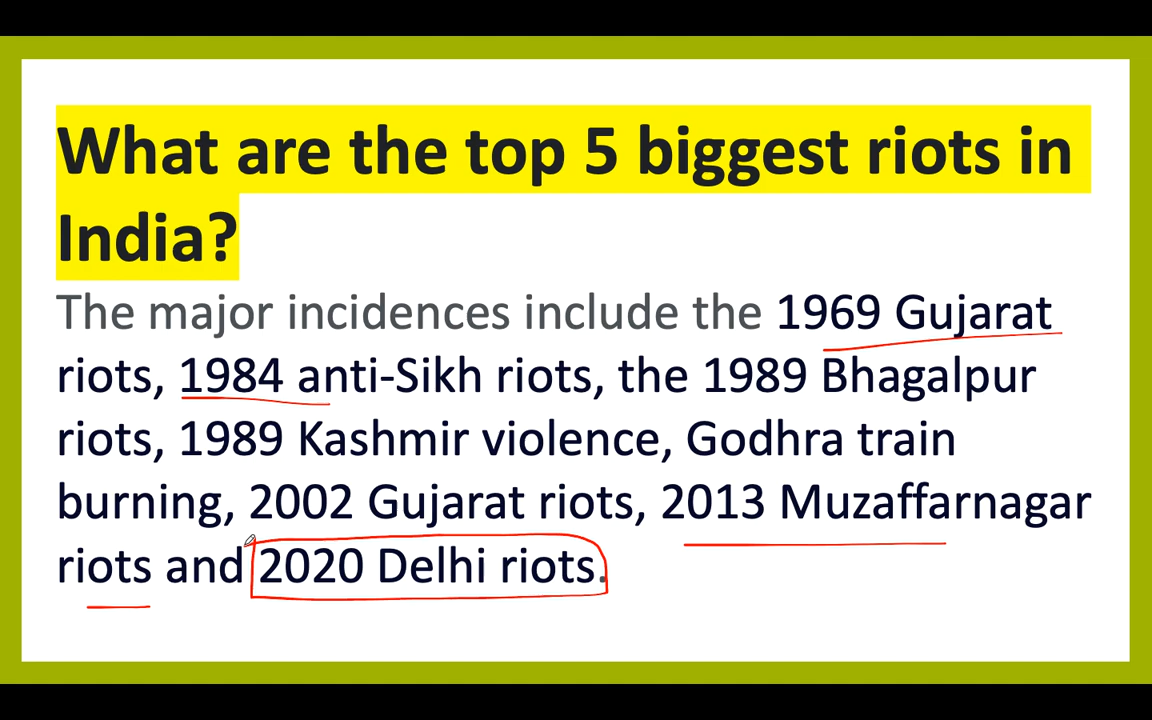 What are the top 5 biggest riots in
India?
The major incidences include the 1969 Gujarat
riots, 1984 anti-Sikh riots, the 1989 Bhagalpur
riots, 1989 Kashmir violence, Godhra train
burning, 2002 Gujarat riots, 2013 Muzaffarnagar
riots and 2020 Delhi riots.